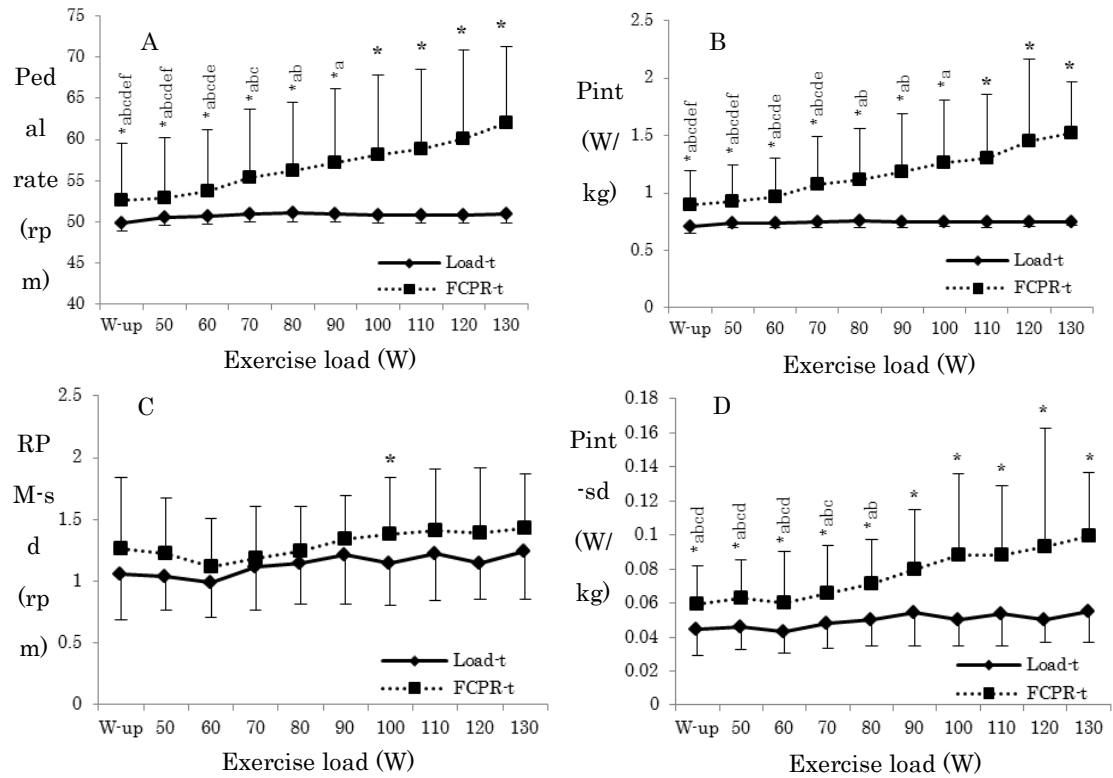 A
Ped
al
rate
(rp
m)
75
70
65
60
55
50
45
40
*abcdef
*abcdef
*abcde
*abc
*ab
*a
*
*
*
*
Load-t
FCPR-t
W-up 50 60 70 80 90 100 110 120 130
Exercise load (W)
B
Pint
(W/
kg)
2.5
2
1.5
1
0.5
0
*abcdef
*abcdef
*abcde
*abcde
*ab
*ab
*a
*
*
*
Load-t
FCPR-t
W-up 50 60 70 80 90 100 110 120 130
Exercise load (W)
C
RP
M-s
d
(rp
m)
2.5
2
1.5
1
0.5
0
*
Load-t
FCPR-t
W-up 50 60 70 80 90 100 110 120 130
Exercise load (W)
D
Pint
-sd
(W/
kg)
0.18
0.16
0.14
0.12
0.1
0.08
0.06
0.04
0.02
0
*abcd
*abcd
*abcd
*abc
*ab
*
*
*
*
*
Load-t
FCPR-t
W-up 50 60 70 80 90 100 110 120 130
Exercise load (W)